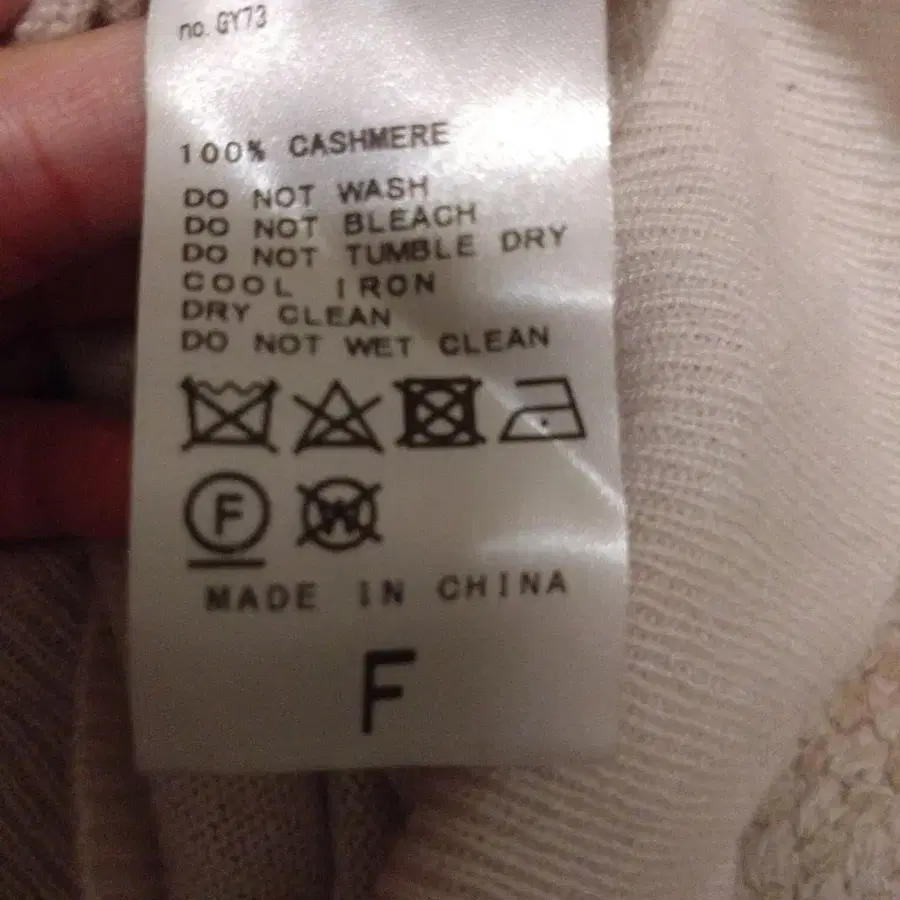 no. GY73
100% CASHMERE
DO NOT WASH
DO NOT BLEACH
DO NOT TUMBLE DRY
COOL IRON
DRY CLEAN
DO NOT WET CLEAN
F W
MADE IN CHINA
F